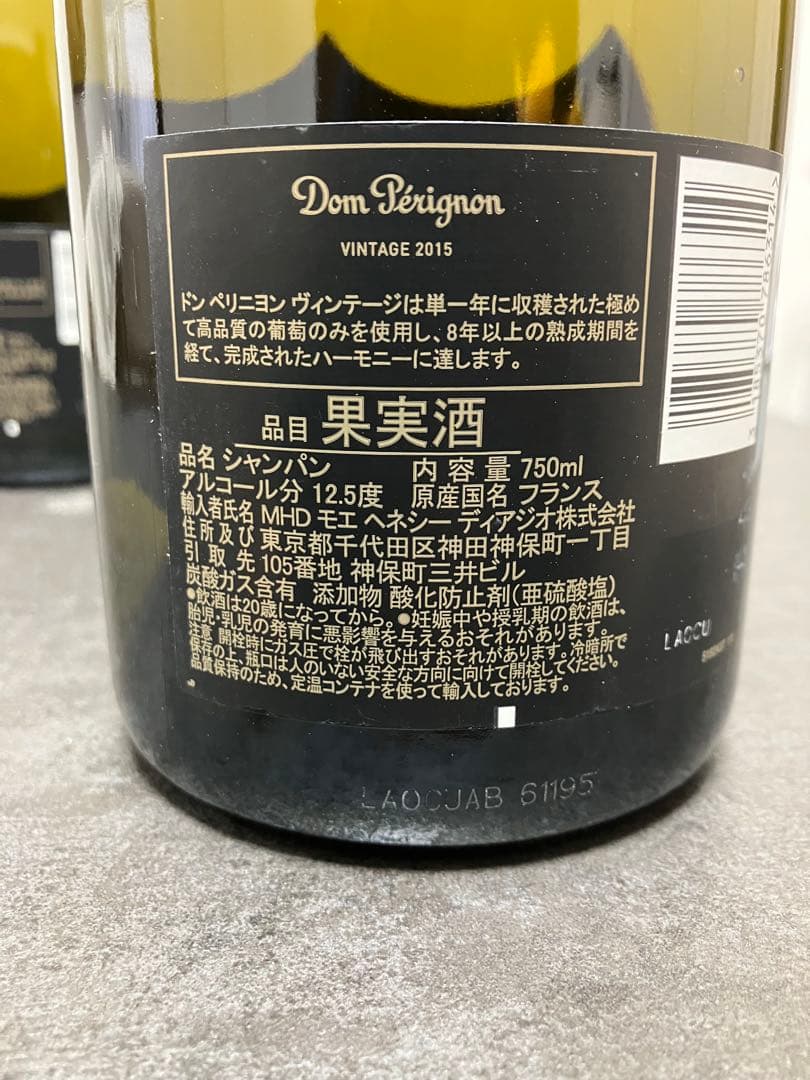 Dom Pérignon
VINTAGE 2015
ドン ペリニヨン ヴィンテージは単一年に収穫された極め
て高品質の葡萄のみを使用し、8年以上の熟成期間を
経て、完成されたハーモニーに達します。
品目 果実酒
品名 シャンパン 内容量 750ml
アルコール分 12.5度 原産国名 フランス
輸入者氏名 MHD モエ ヘネシー ディアジオ株式会社
住所及び 東京都千代田区神田神保町一丁目
引取先 105番地 神保町三井ビル
炭酸ガス含有 添加物 酸化防止剤(亜硫酸塩)
●飲酒は20歳になってから。●妊娠中や授乳期の飲酒は、
胎児・乳児の発育に悪影響を与えるおそれがあります。
注意 開栓時にガス圧で栓が飛び出すおそれがあります。冷暗所で
保存の上、瓶口は人のいない安全な方向に向けて開栓してください。
品質保持のため、定温コンテナを使って輸入しております。
LAOCU
LAOCUAB 61195